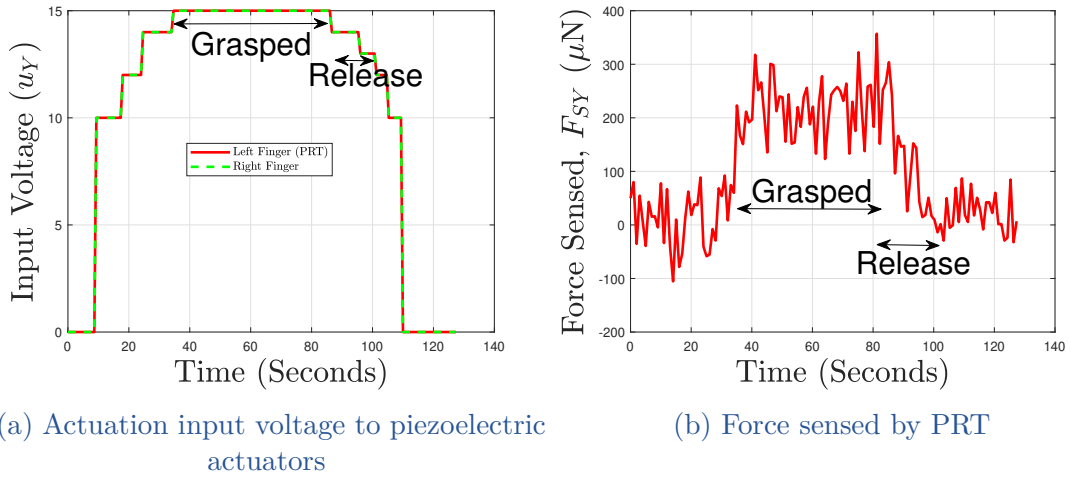 15
10
5
0
0
20
40
60
80
100
120
140
Input Voltage (u_Y)
Time (Seconds)
Grasped
Release
Left Finger (PRT)
Right Finger
(a) Actuation input voltage to piezoelectric
actuators
400
300
200
100
0
-100
-200
0
20
40
60
80
100
120
140
Force Sensed, F_SY (μN)
Time (Seconds)
Grasped
Release
(b) Force sensed by PRT